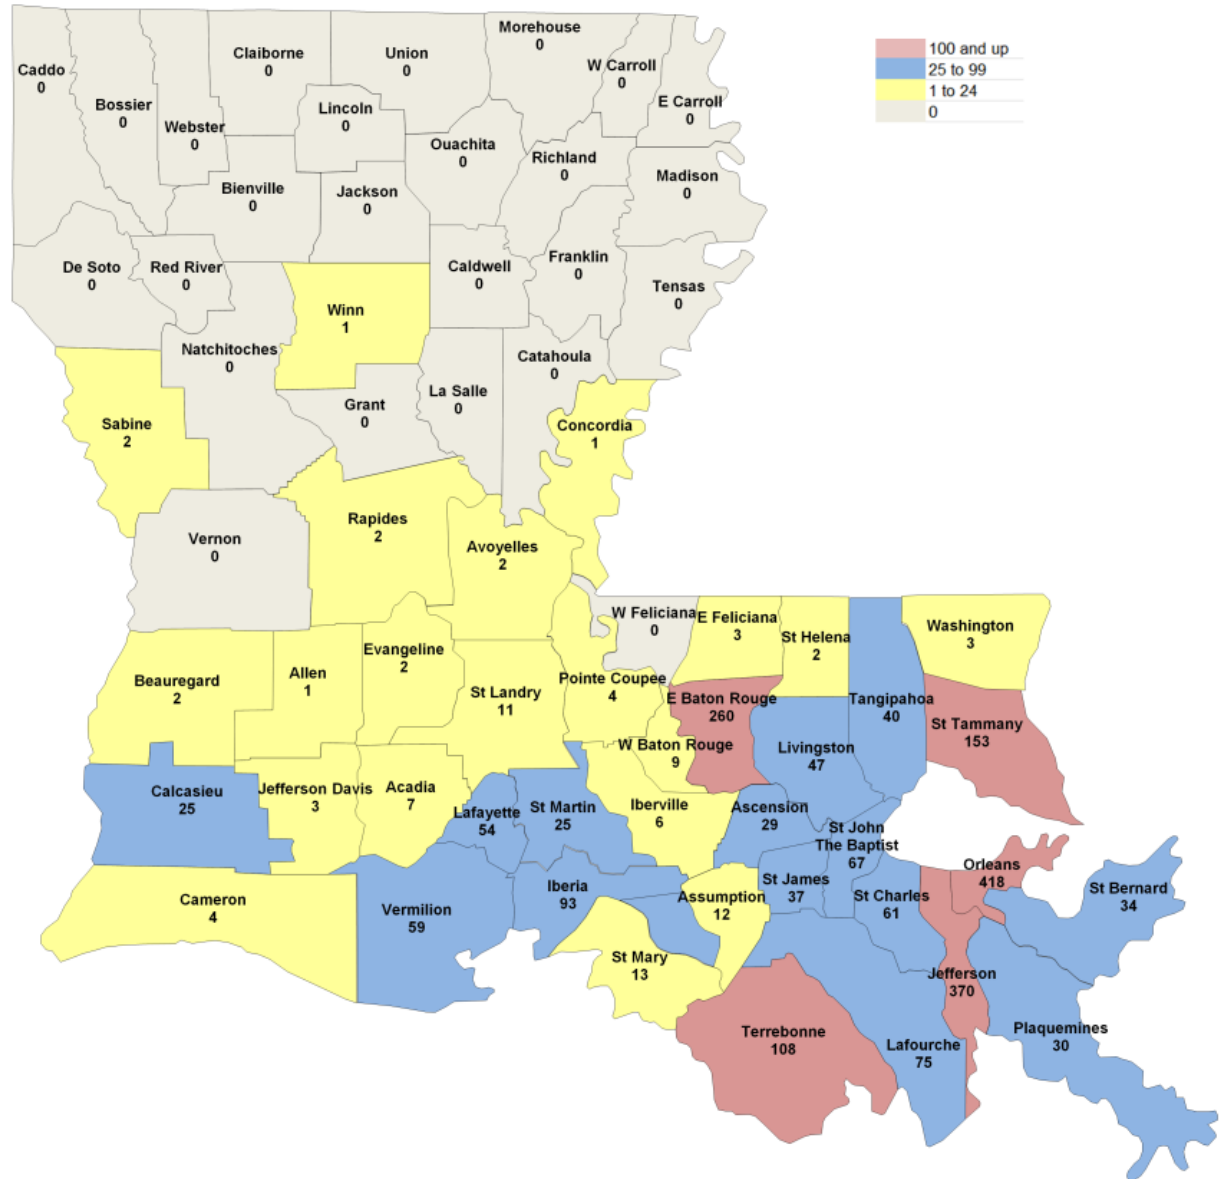 100 and up
25 to 99
1 to 24
0
Caddo
0
Bossier
0
Webster
0
Claiborne
0
Union
0
Morehouse
0
W Carroll
0
E Carroll
0
Lincoln
0
Ouachita
0
Richland
0
Madison
0
Bienville
0
Jackson
0
De Soto
0
Red River
0
Caldwell
0
Franklin
0
Tensas
0
Winn
1
Natchitoches
0
Catahoula
0
La Salle
0
Grant
0
Sabine
2
Concordia
1
Vernon
0
Rapides
2
Avoyelles
2
W Feliciana
0
E Feliciana
3
St Helena
2
Washington
3
Beauregard
2
Allen
1
Evangeline
2
St Landry
11
Pointe Coupee
4
E Baton Rouge
260
Tangipahoa
40
St Tammany
153
W Baton Rouge
9
Livingston
47
Calcasieu
25
Jefferson Davis
3
Acadia
7
Lafayette
54
St Martin
25
Iberville
6
Ascension
29
St John
The Baptist
67
Orleans
418
St Bernard
34
Cameron
4
Vermilion
59
Iberia
93
Assumption
12
St James
37
St Charles
61
St Mary
13
Jefferson
370
Terrebonne
108
Lafourche
75
Plaquemines
30